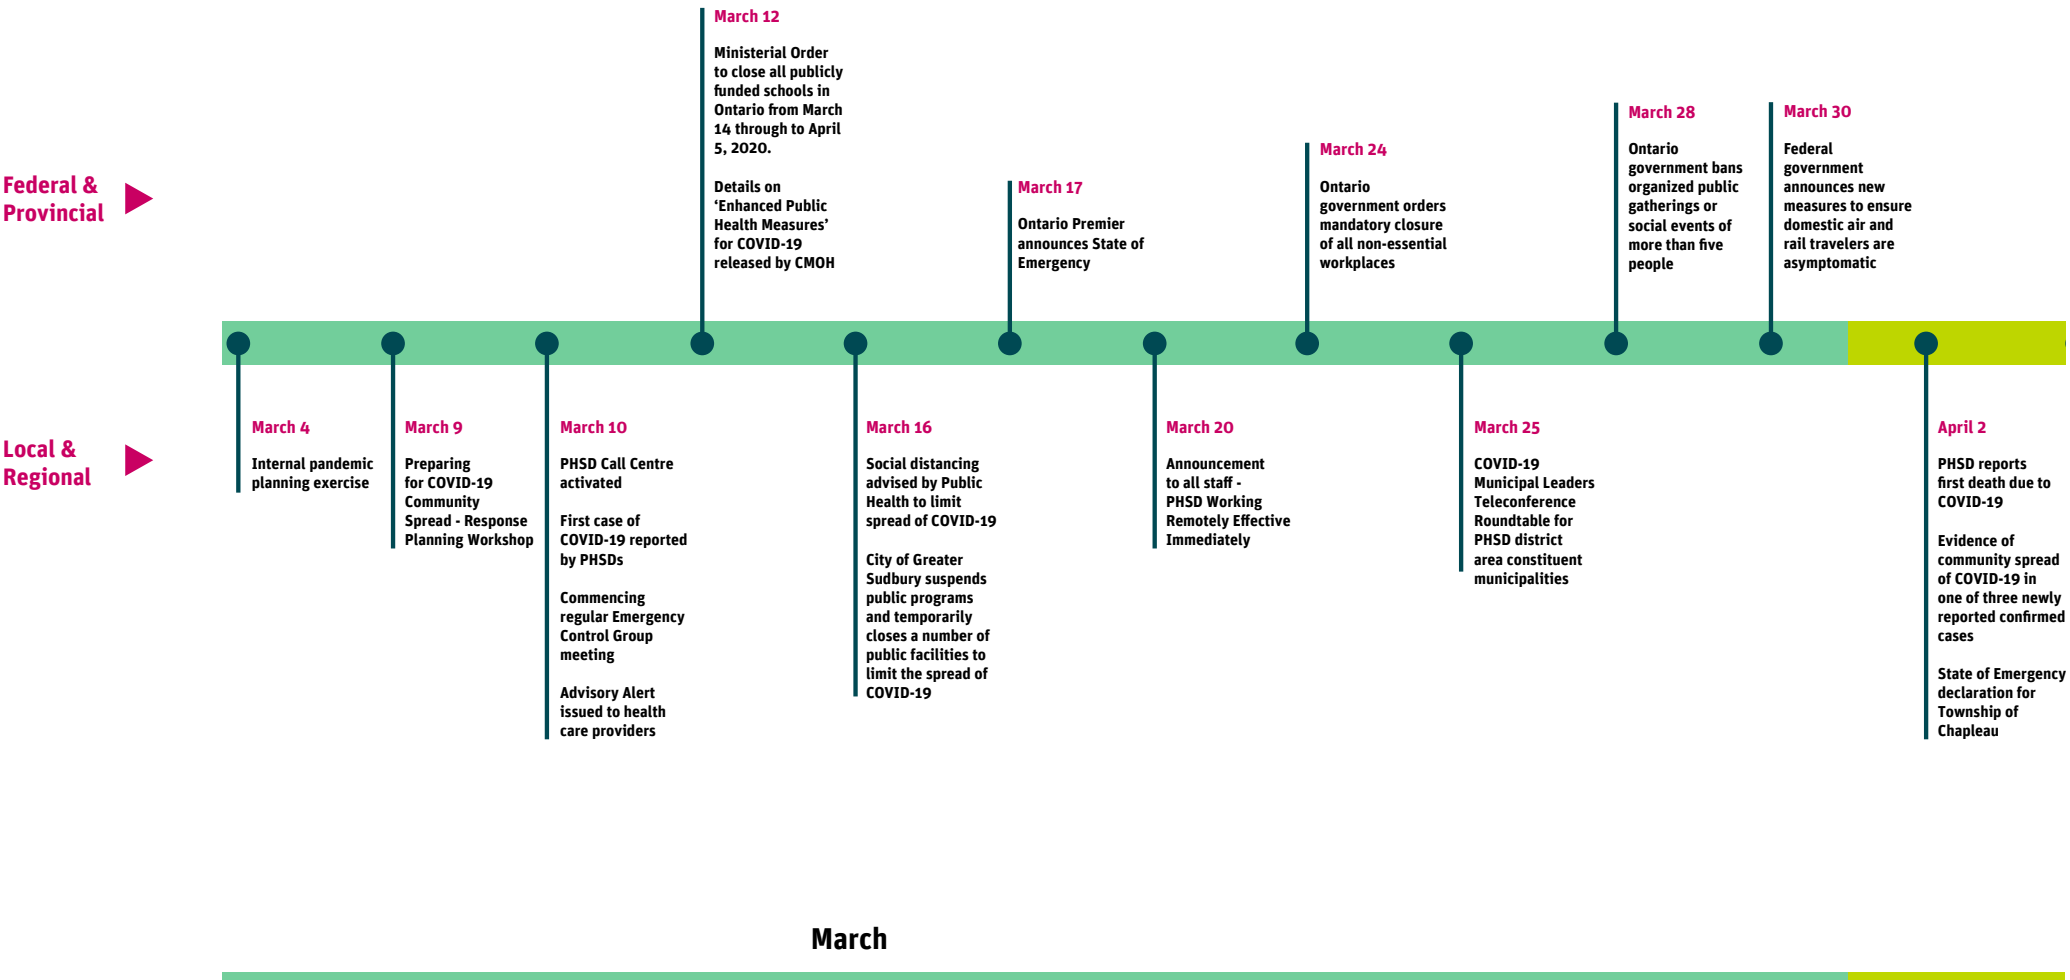 March 12
Ministerial Order
to close all publicly
funded schools in
Ontario from March
14 through to April
5, 2020.
Details on
‘Enhanced Public
Health Measures’
for COVID-19
released by CMOH
March 17
Ontario Premier
announces State of
Emergency
March 24
Ontario
government orders
mandatory closure
of all non-essential
workplaces
March 28
Ontario
government bans
organized public
gatherings or
social events of
more than five
people
March 30
Federal
government
announces new
measures to ensure
domestic air and
rail travelers are
asymptomatic
Federal &
Provincial
Local &
Regional
March 4
Internal pandemic
planning exercise
March 9
Preparing
for COVID-19
Community
Spread - Response
Planning Workshop
March 10
PHSD Call Centre
activated
First case of
COVID-19 reported
by PHSDs
Commencing
regular Emergency
Control Group
meeting
Advisory Alert
issued to health
care providers
March 16
Social distancing
advised by Public
Health to limit
spread of COVID-19
City of Greater
Sudbury suspends
public programs
and temporarily
closes a number of
public facilities to
limit the spread of
COVID-19
March 20
Announcement
to all staff -
PHSD Working
Remotely Effective
Immediately
March 25
COVID-19
Municipal Leaders
Teleconference
Roundtable for
PHSD district
area constituent
municipalities
April 2
PHSD reports
first death due to
COVID-19
Evidence of
community spread
of COVID-19 in
one of three newly
reported confirmed
cases
State of Emergency
declaration for
Township of
Chapleau
March